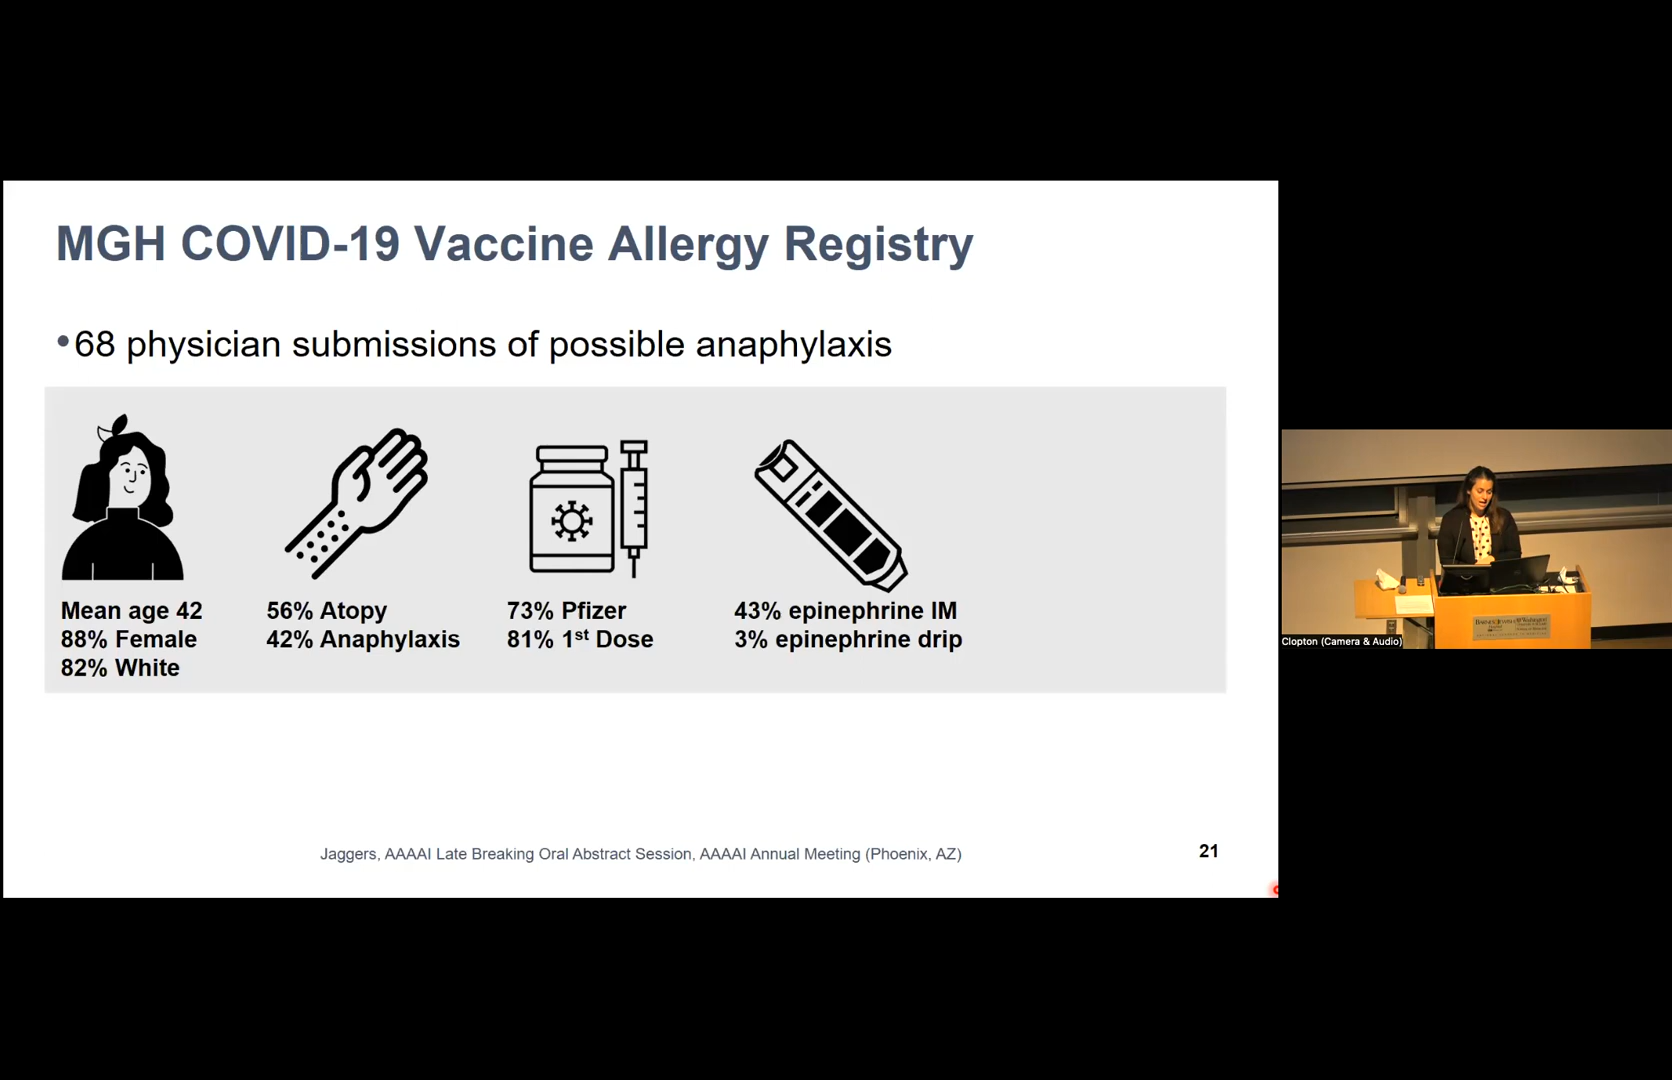 MGH COVID-19 Vaccine Allergy Registry
•68 physician submissions of possible anaphylaxis
Mean age 42
88% Female
82% White
56% Atopy
42% Anaphylaxis
73% Pfizer
81% 1st Dose
43% epinephrine IM
3% epinephrine drip
Jaggers, AAAAI Late Breaking Oral Abstract Session, AAAAI Annual Meeting (Phoenix, AZ)
21
Clopton (Camera & Audio)